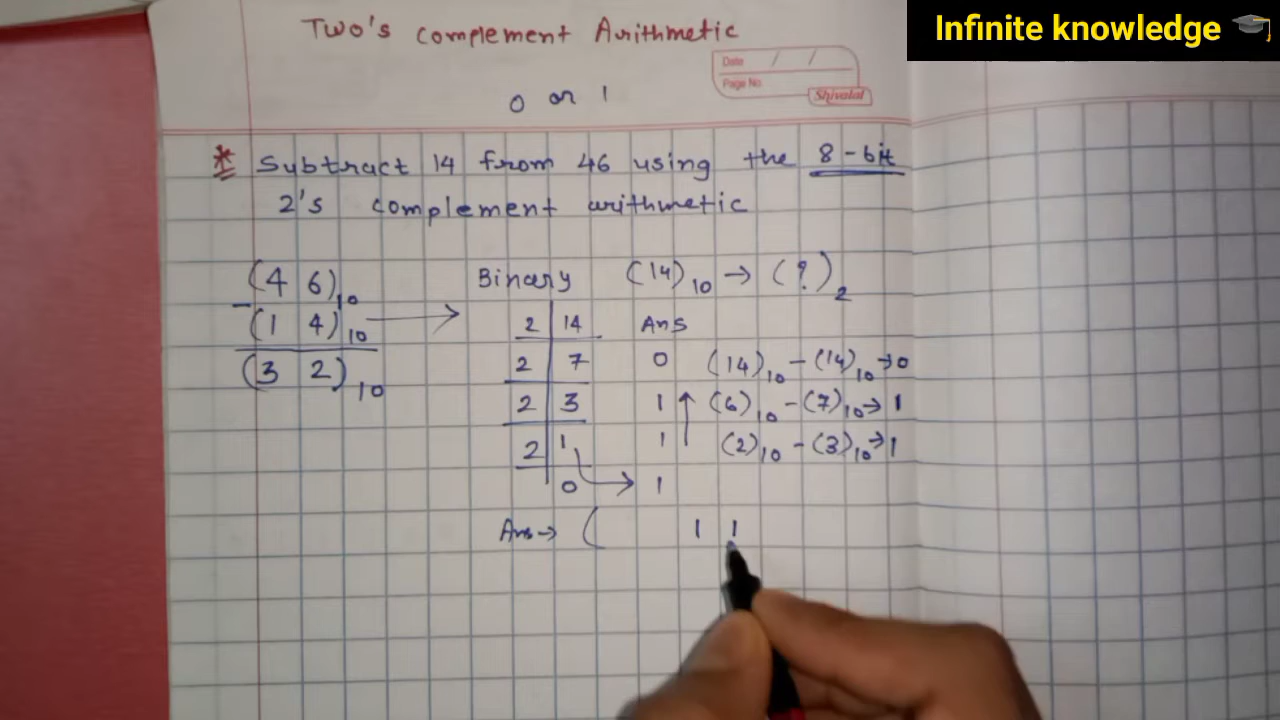 Infinite knowledge 🎓
Two's complement Arithmetic
Date / /
Page No.
Shivalal
0 or 1
* Subtract 14 from 46 using the 8-bit
2's complement arithmetic
(4 6)10
- (1 4)10 →
(3 2)10
Binary (14)10 → (?)2
2 14 Ans
2 7 0 (14)10 - (14)10 → 0
2 3 1 ↑ (6)10 - (7)10 → 1
2 1 1 (2)10 - (3)10 → 1
0 → 1
Ans → ( 1 1